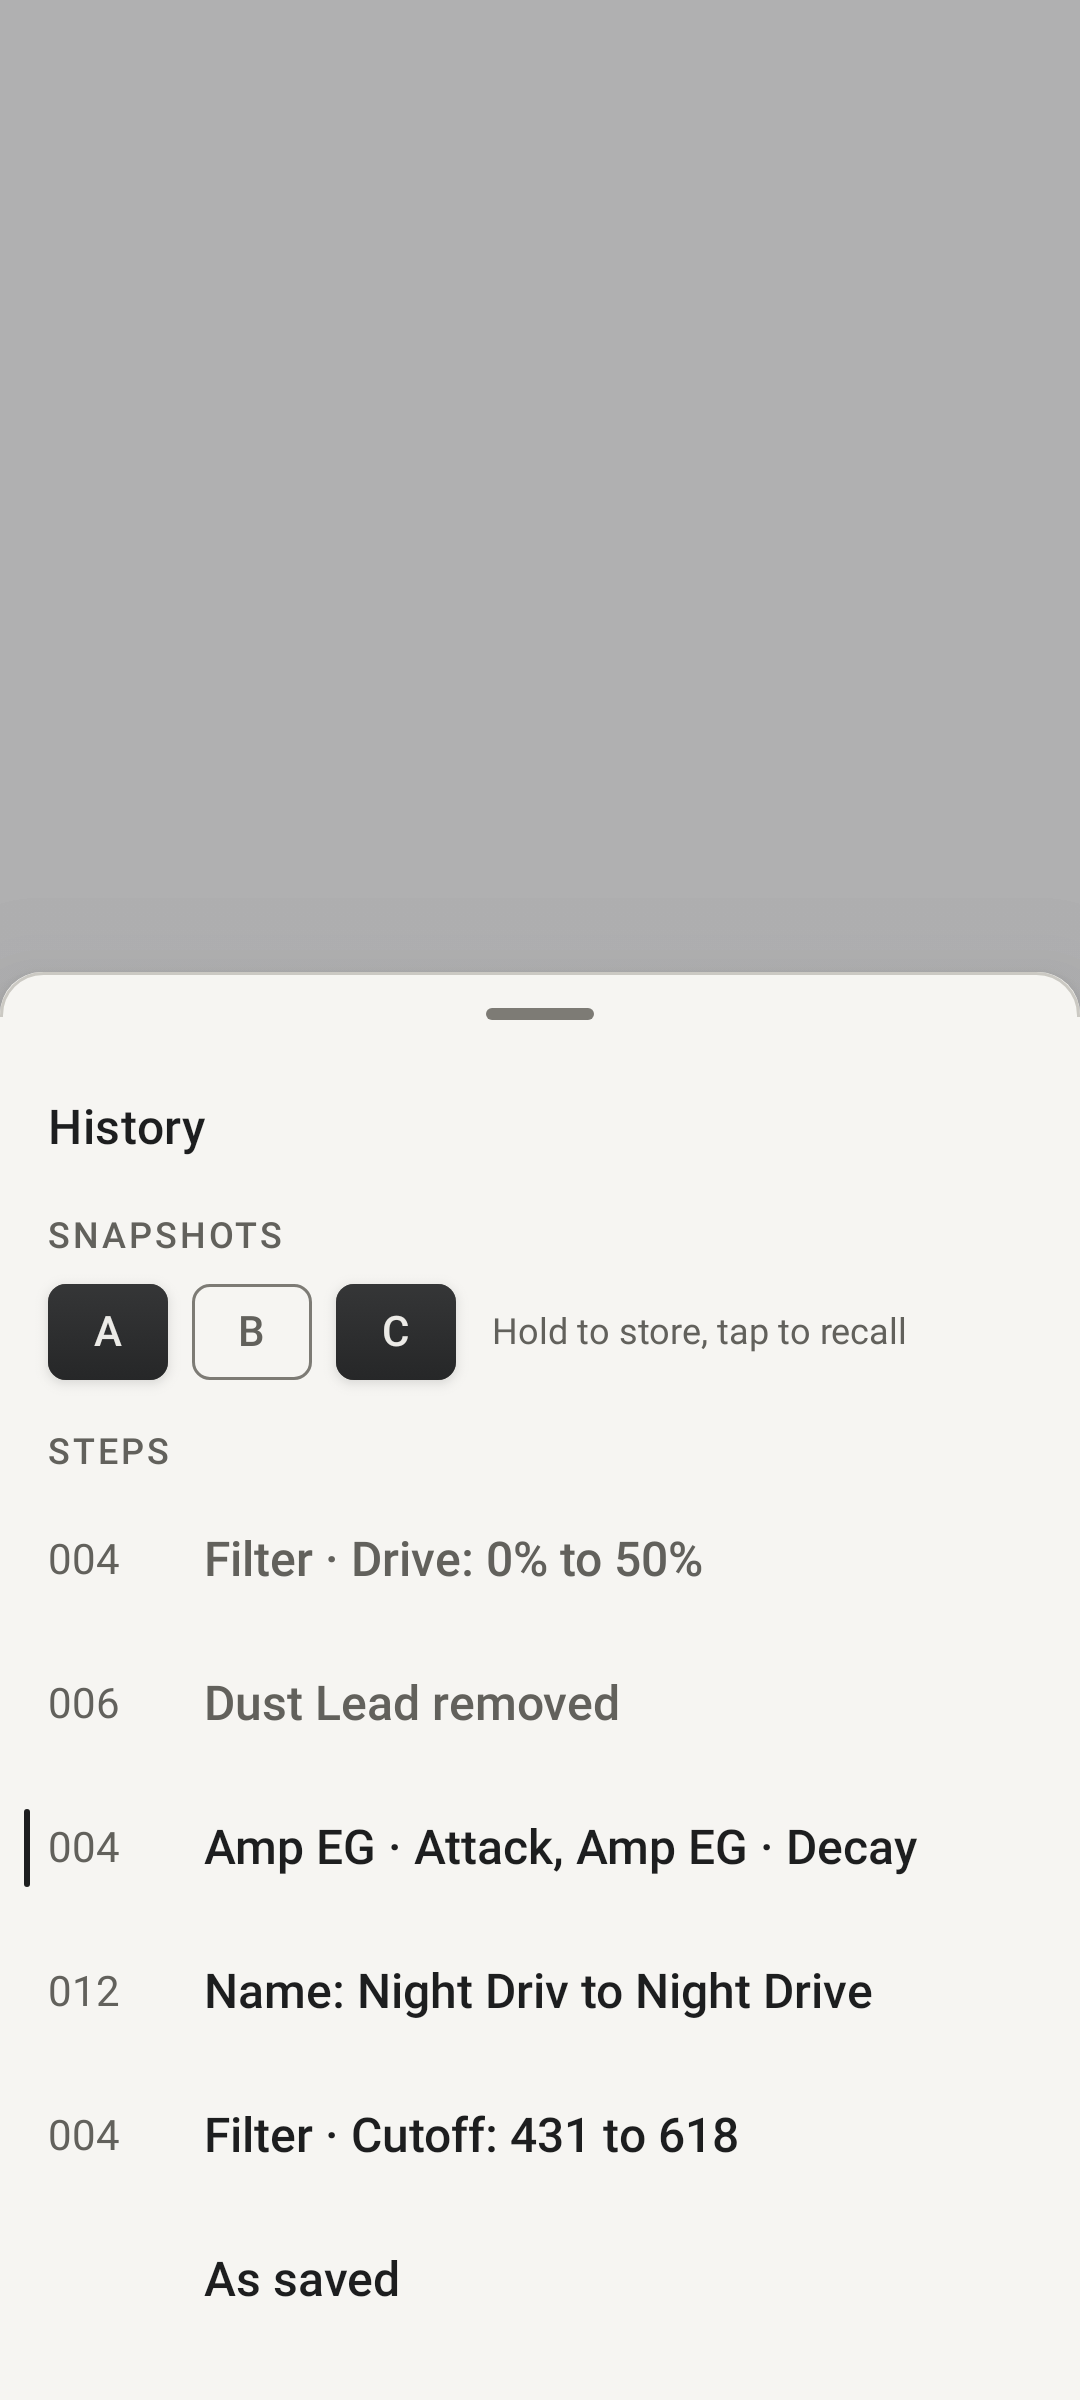 History
SNAPSHOTS
A B C Hold to store, tap to recall
STEPS
004 Filter · Drive: 0% to 50%
006 Dust Lead removed
004 Amp EG · Attack, Amp EG · Decay
012 Name: Night Driv to Night Drive
004 Filter · Cutoff: 431 to 618
As saved